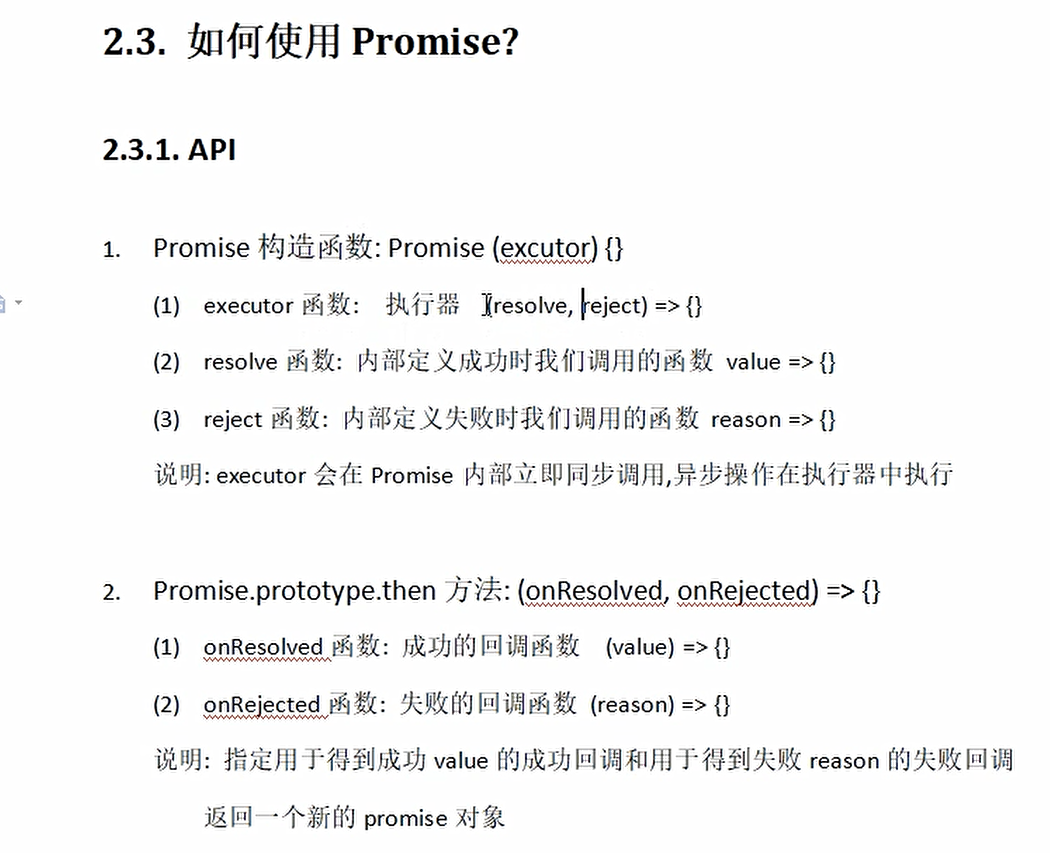 2.3. 如何使用 Promise?
2.3.1. API
1. Promise 构造函数: Promise (excutor) {}
(1) executor 函数: 执行器 (resolve, reject) => {}
(2) resolve 函数: 内部定义成功时我们调用的函数 value => {}
(3) reject 函数: 内部定义失败时我们调用的函数 reason => {}
说明: executor 会在 Promise 内部立即同步调用,异步操作在执行器中执行
2. Promise.prototype.then 方法: (onResolved, onRejected) => {}
(1) onResolved 函数: 成功的回调函数 (value) => {}
(2) onRejected 函数: 失败的回调函数 (reason) => {}
说明: 指定用于得到成功 value 的成功回调和用于得到失败 reason 的失败回调
返回一个新的 promise 对象